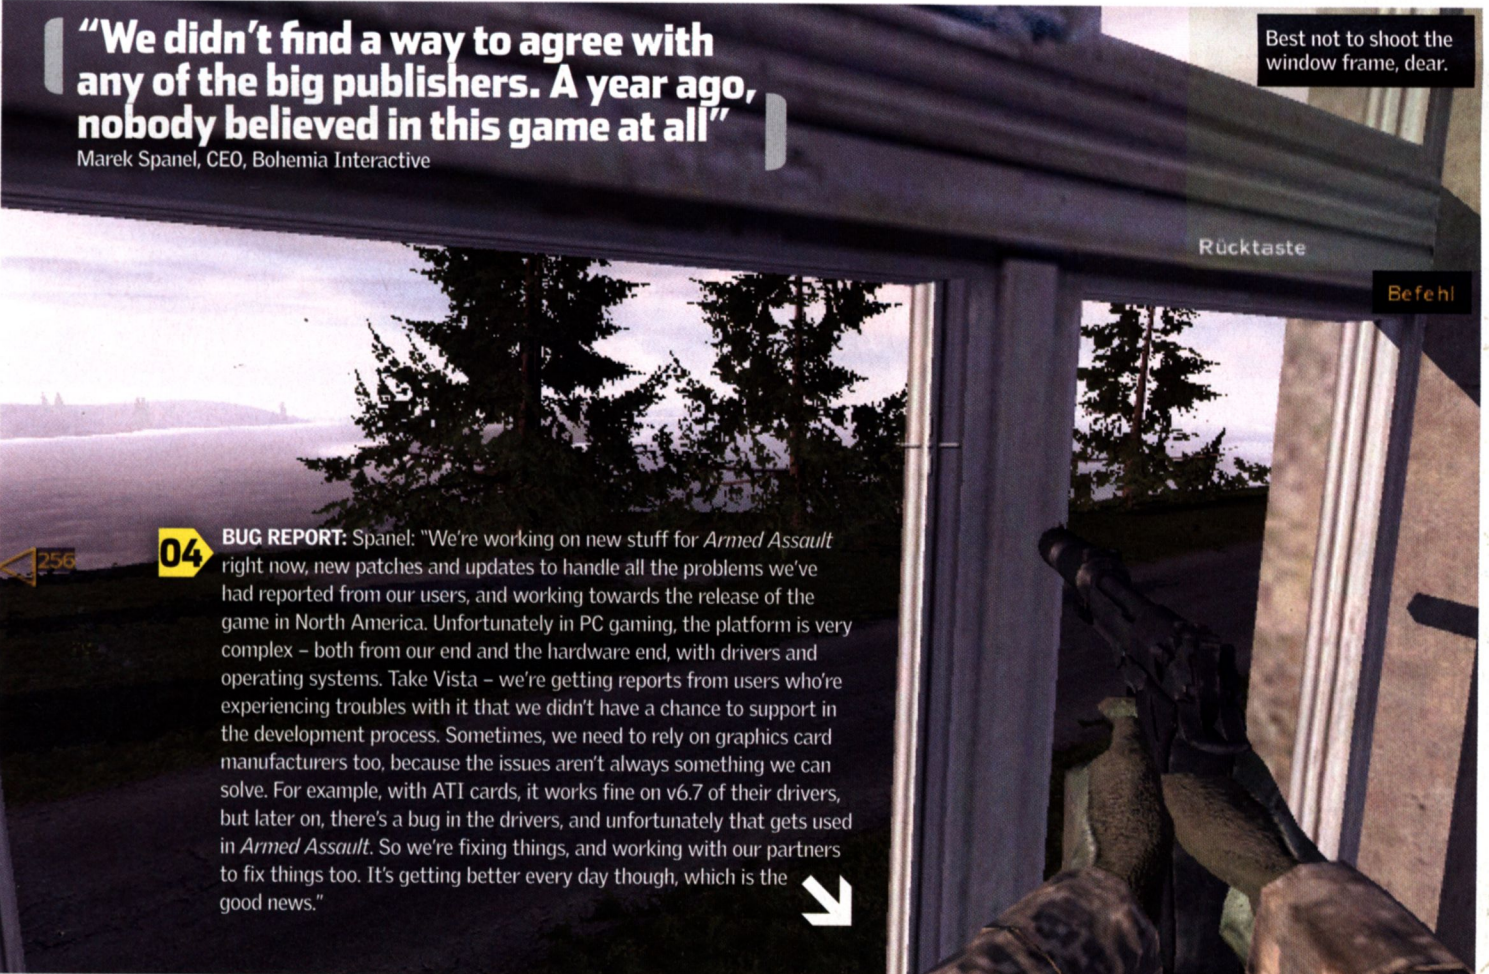 “We didn’t find a way to agree with
any of the big publishers. A year ago,
nobody believed in this game at all”
Marek Spanel, CEO, Bohemia Interactive
Best not to shoot the
window frame, dear.
Rücktaste
Befehl
256
04
BUG REPORT: Spanel: “We’re working on new stuff for Armed Assault
right now, new patches and updates to handle all the problems we’ve
had reported from our users, and working towards the release of the
game in North America. Unfortunately in PC gaming, the platform is very
complex – both from our end and the hardware end, with drivers and
operating systems. Take Vista – we’re getting reports from users who’re
experiencing troubles with it that we didn’t have a chance to support in
the development process. Sometimes, we need to rely on graphics card
manufacturers too, because the issues aren’t always something we can
solve. For example, with ATI cards, it works fine on v6.7 of their drivers,
but later on, there’s a bug in the drivers, and unfortunately that gets used
in Armed Assault. So we’re fixing things, and working with our partners
to fix things too. It’s getting better every day though, which is the
good news.”